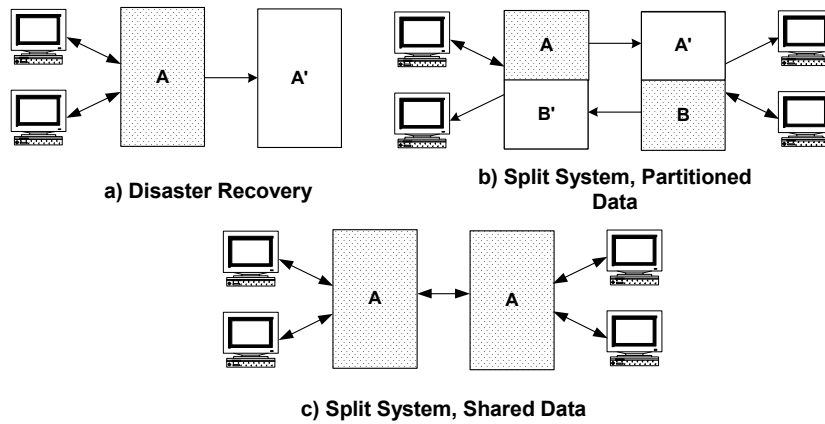 A
A'
a) Disaster Recovery
A
A'
B'
B
b) Split System, Partitioned
Data
A
A
c) Split System, Shared Data